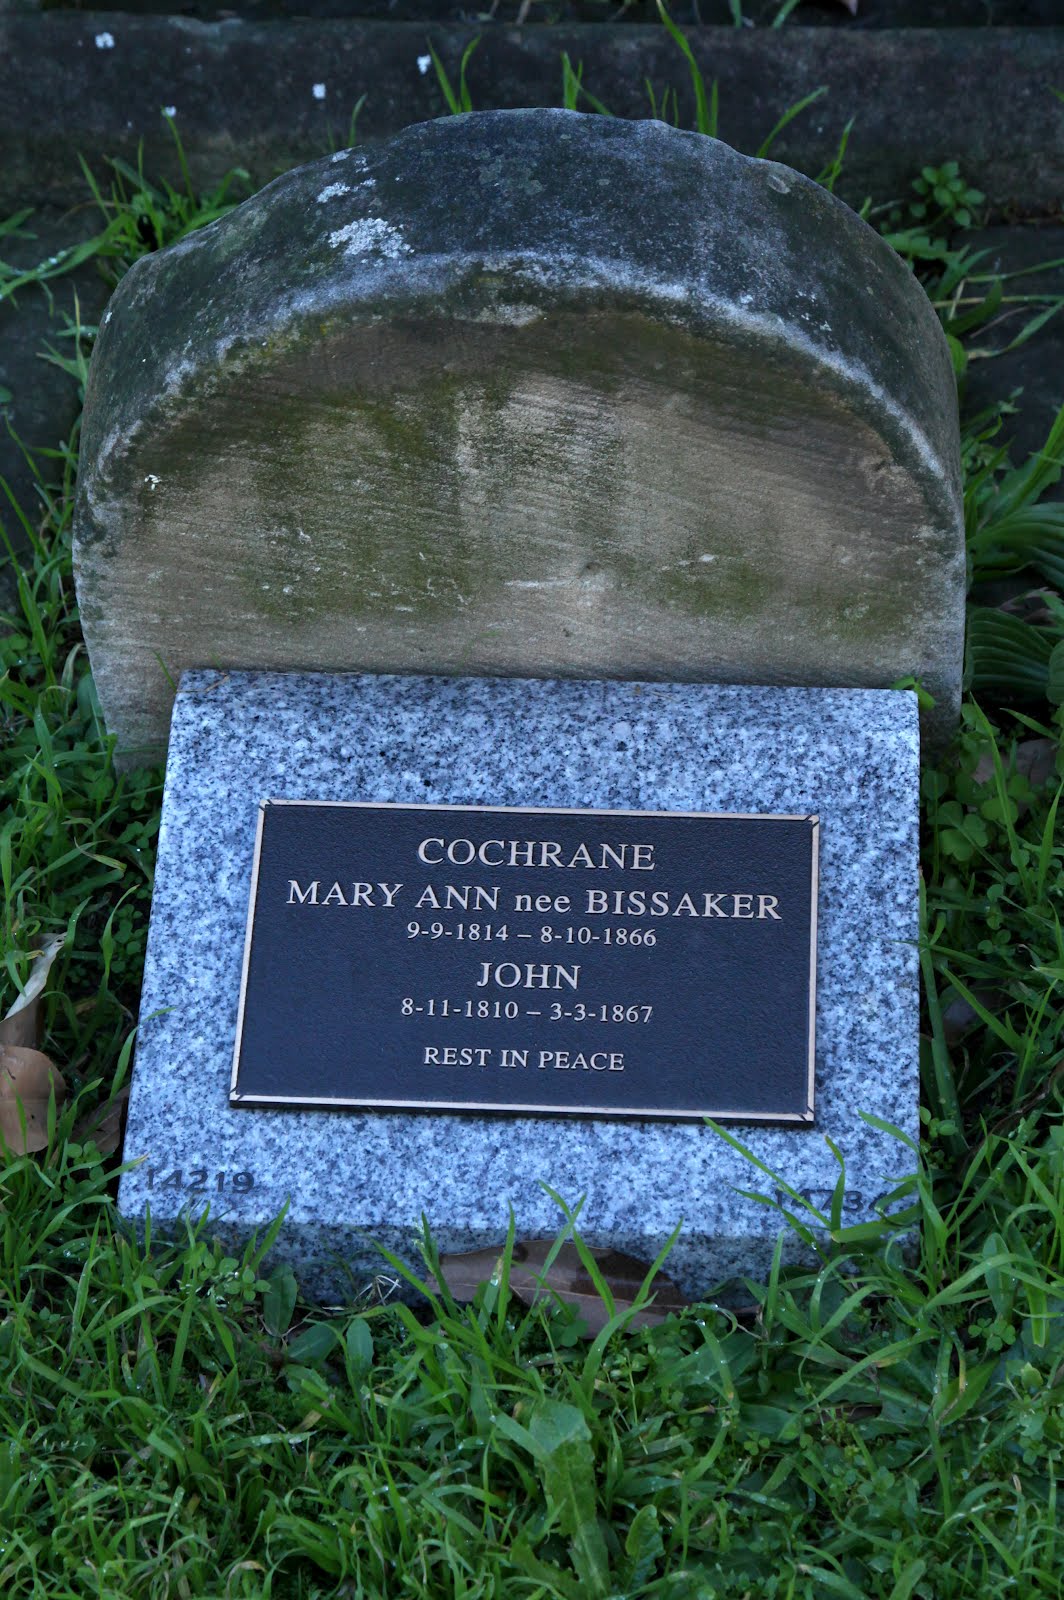 COCHRANE
MARY ANN nee BISSAKER
9-9-1814 – 8-10-1866
JOHN
8-11-1810 – 3-3-1867
REST IN PEACE
14219